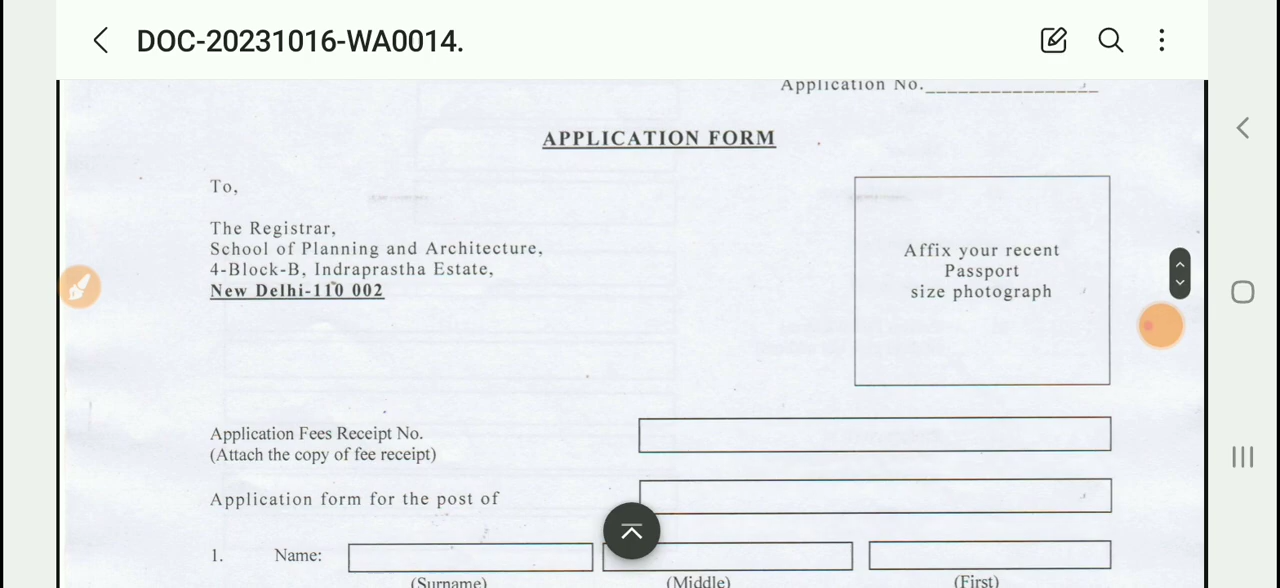 DOC-20231016-WA0014.
Application No.________________
APPLICATION FORM
To,
The Registrar,
School of Planning and Architecture,
4-Block-B, Indraprastha Estate,
New Delhi-110 002
Affix your recent
Passport
size photograph
Application Fees Receipt No.
(Attach the copy of fee receipt)
Application form for the post of
1. Name:
(Surname) (Middle) (First)